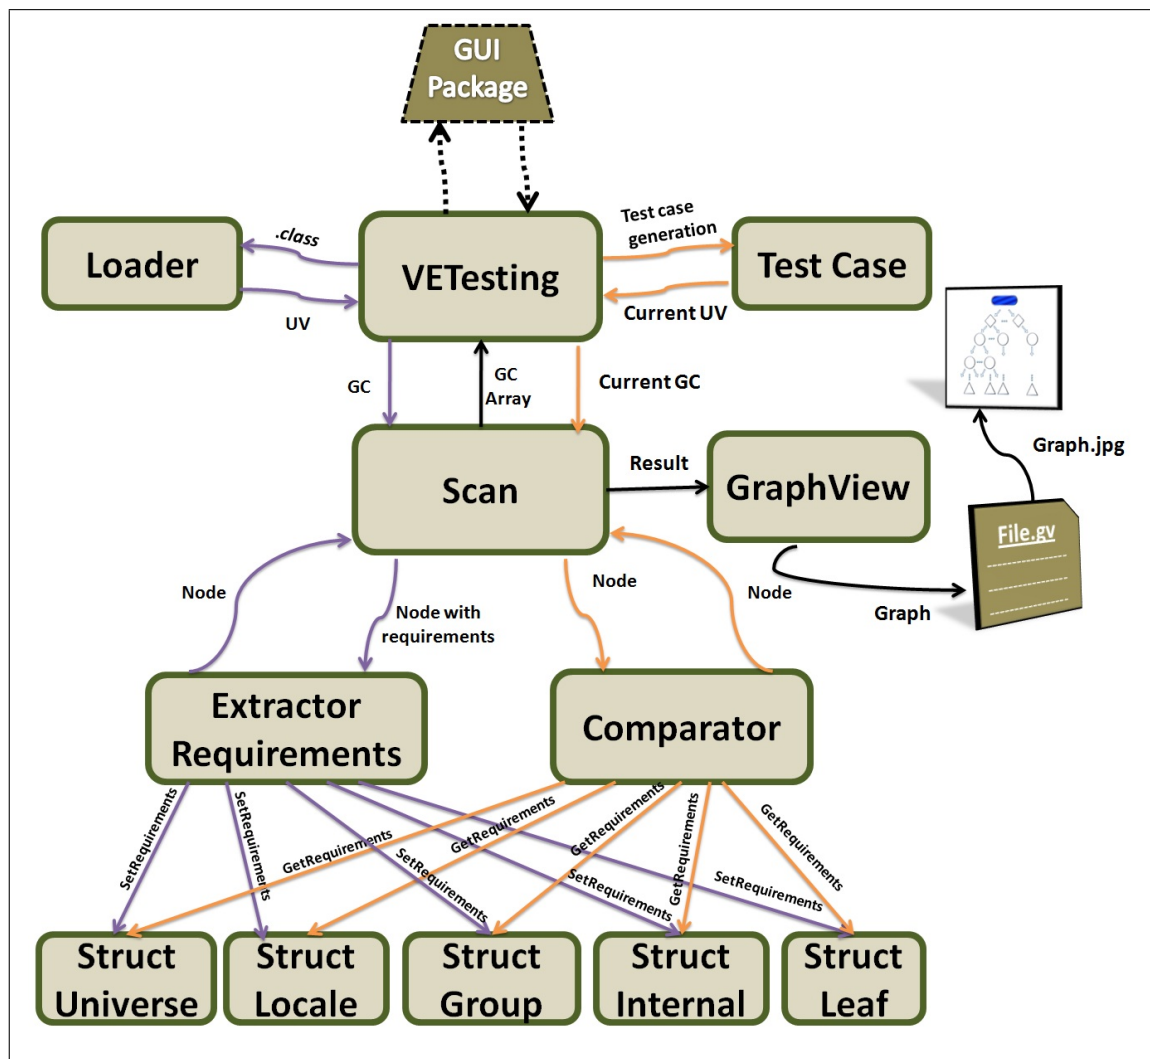 GUI
Package
Loader
.class
UV
VETesting
Test case
generation
Current UV
Test Case
GC
GC
Array
Current GC
Scan
Result
GraphView
Graph.jpg
File.gv
Graph
Node
Node with
requirements
Node
Node
Extractor
Requirements
Comparator
SetRequirements
SetRequirements
GetRequirements
SetRequirements
GetRequirements
SetRequirements
GetRequirements
GetRequirements
SetRequirements
GetRequirements
Struct
Universe
Struct
Locale
Struct
Group
Struct
Internal
Struct
Leaf